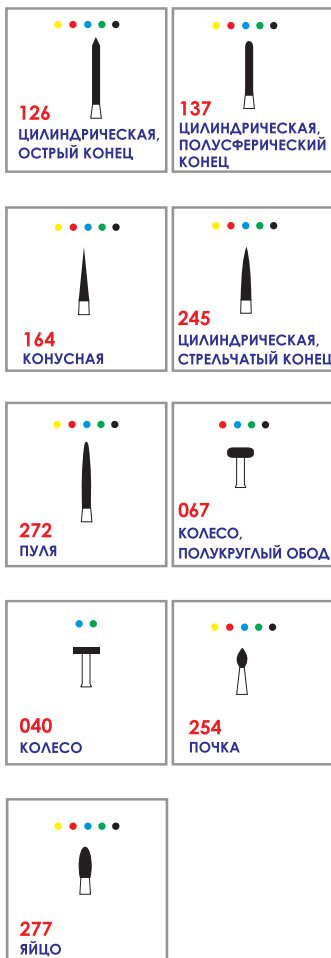 126
ЦИЛИНДРИЧЕСКАЯ,
ОСТРЫЙ КОНЕЦ
137
ЦИЛИНДРИЧЕСКАЯ,
ПОЛУСФЕРИЧЕСКИЙ
КОНЕЦ
164
КОНУСНАЯ
245
ЦИЛИНДРИЧЕСКАЯ,
СТРЕЛЬЧАТЫЙ КОНЕЦ
272
ПУЛЯ
067
КОЛЕСО,
ПОЛУКРУГЛЫЙ ОБОД
040
КОЛЕСО
254
ПОЧКА
277
ЯЙЦО